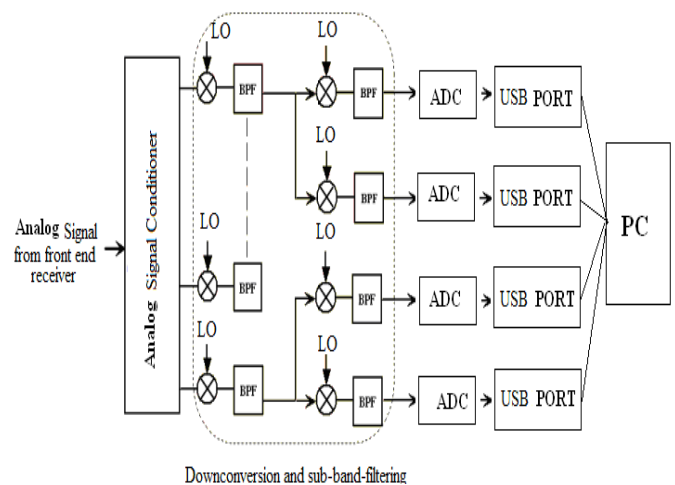 LO
LO
BPF
BPF
ADC
USB PORT
LO
BPF
ADC
USB PORT
Analog Signal
from front end
receiver
Analog Signal Conditioner
PC
LO
LO
BPF
BPF
ADC
USB PORT
LO
LO
BPF
BPF
ADC
USB PORT
Downconversion and sub-band-filtering